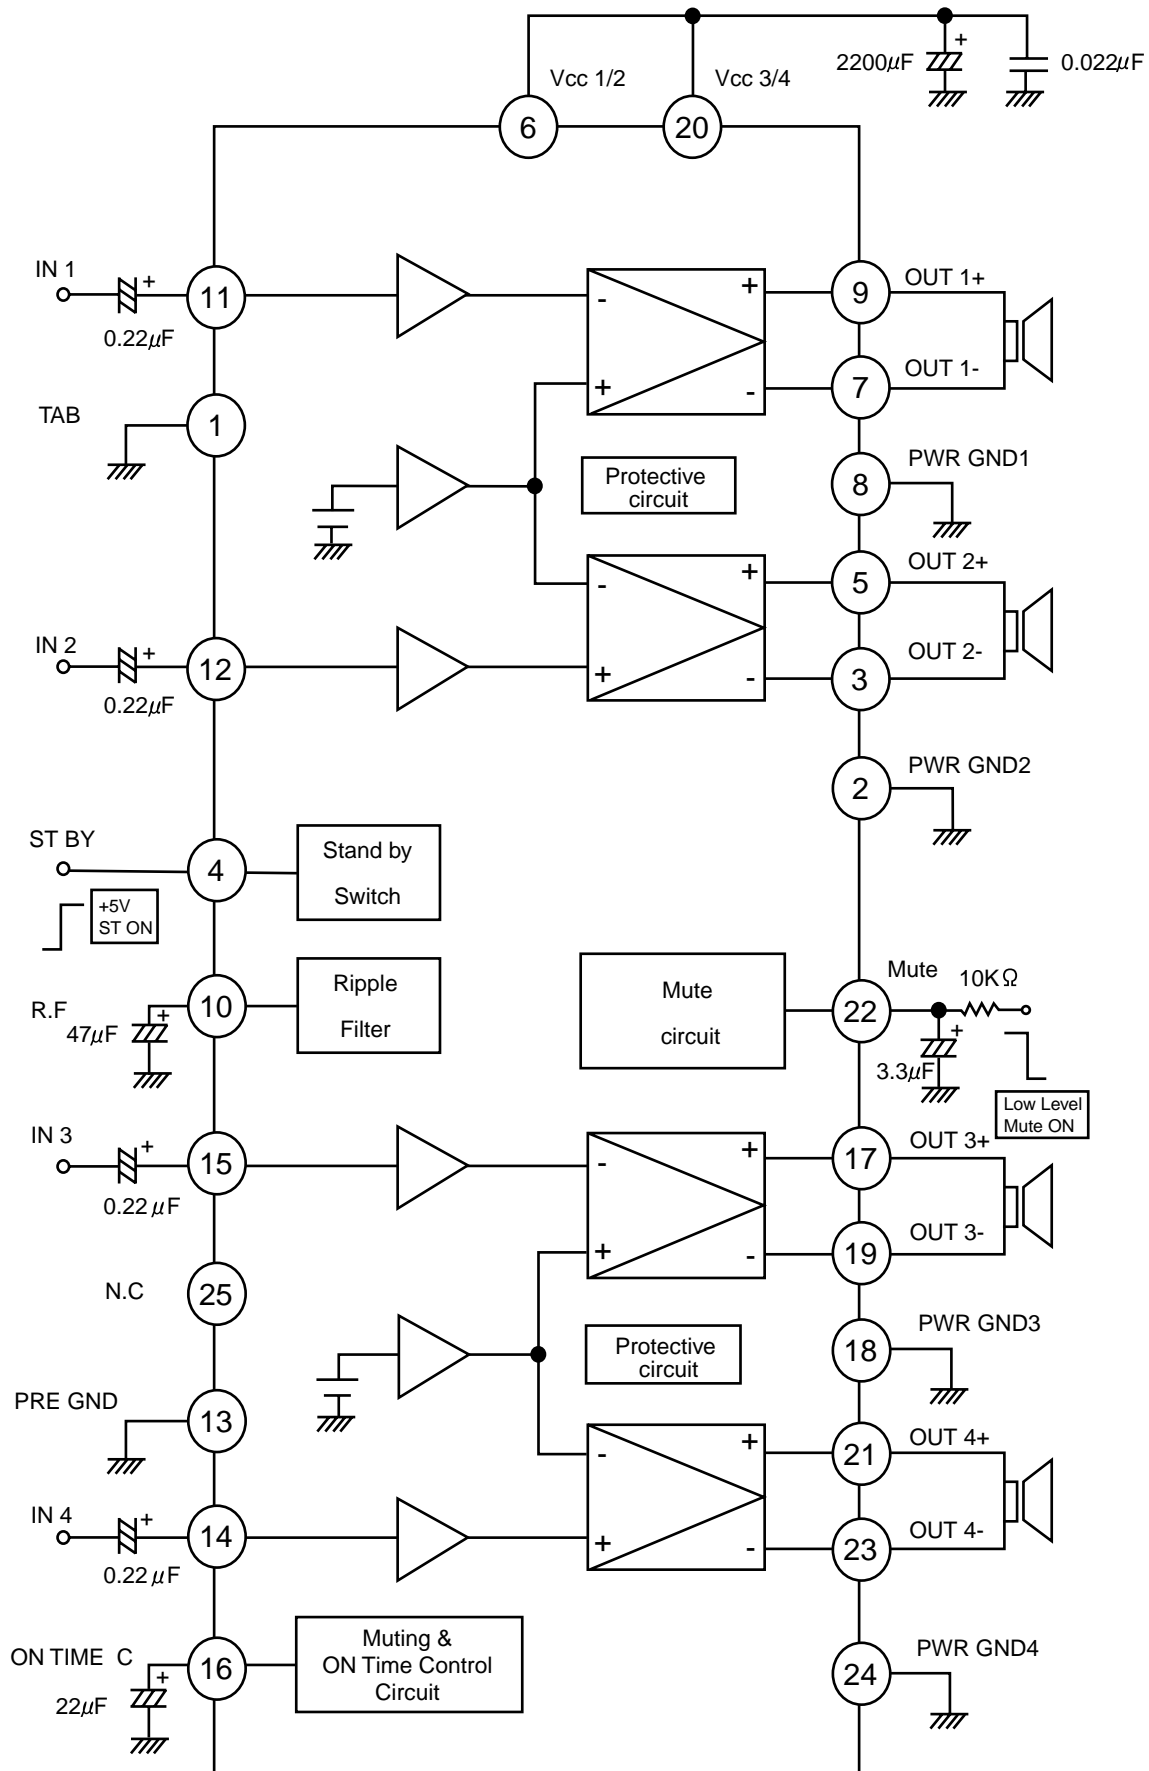 2200μF
0.022μF
Vcc 1/2
Vcc 3/4
+
6
20
IN 1
+
0.22μF
11
-
+
+
-
9
OUT 1+
7
OUT 1-
TAB
1
Protective
circuit
8
PWR GND1
5
OUT 2+
-
+
+
-
IN 2
+
0.22μF
12
3
OUT 2-
2
PWR GND2
ST BY
4
+5V
ST ON
Stand by
Switch
R.F
47μF
+
10
Ripple
Filter
Mute
circuit
22
Mute
10KΩ
+
3.3μF
Low Level
Mute ON
IN 3
+
0.22μF
15
-
+
+
-
17
OUT 3+
19
OUT 3-
N.C
25
Protective
circuit
18
PWR GND3
PRE GND
13
21
OUT 4+
-
+
+
-
IN 4
+
0.22μF
14
23
OUT 4-
ON TIME C
+
22μF
16
Muting &
ON Time Control
Circuit
24
PWR GND4